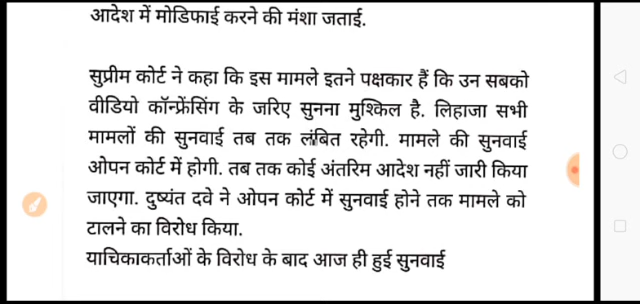 आदेश में मोडिफाई करने की मंशा जताई.
सुप्रीम कोर्ट ने कहा कि इस मामले इतने पक्षकार हैं कि उन सबको
वीडियो कॉन्फ्रेंसिंग के जरिए सुनना मुश्किल है. लिहाजा सभी
मामलों की सुनवाई तब तक लंबित रहेगी. मामले की सुनवाई
ओपन कोर्ट में होगी. तब तक कोई अंतरिम आदेश नहीं जारी किया
जाएगा. दुष्यंत दवे ने ओपन कोर्ट में सुनवाई होने तक मामले को
टालने का विरोध किया.
याचिकाकर्ताओं के विरोध के बाद आज ही हुई सुनवाई